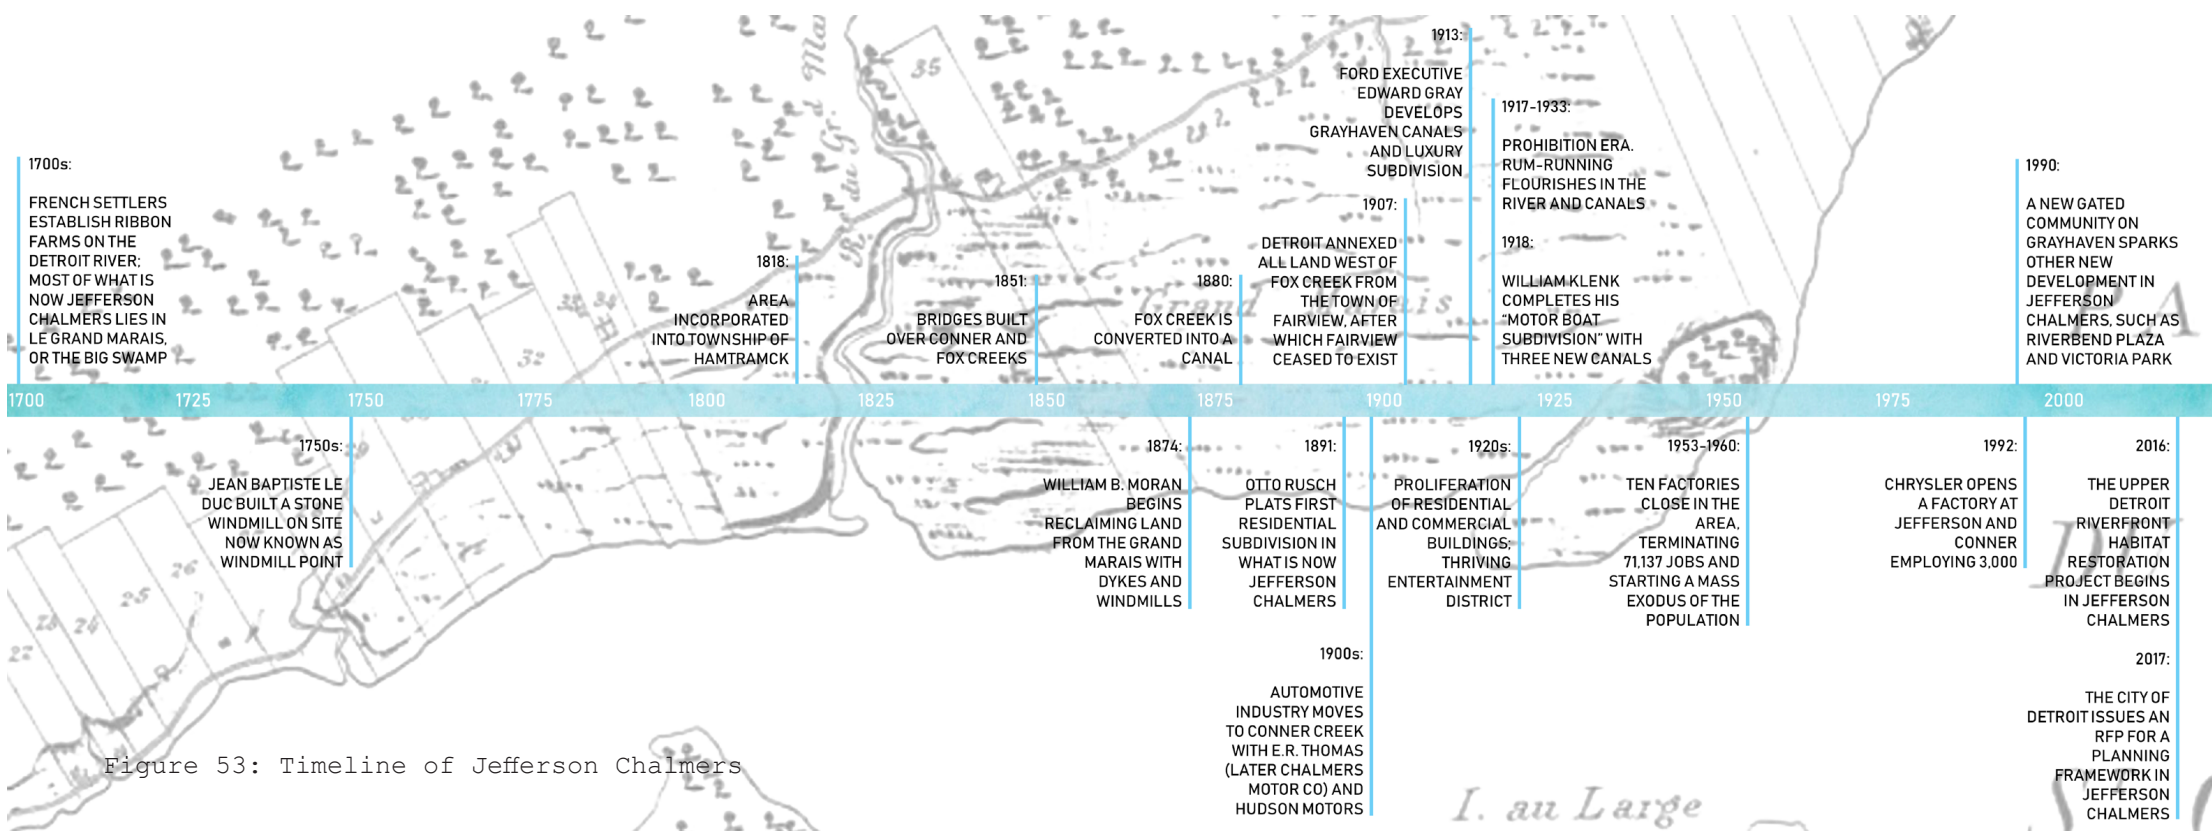 1700s:
FRENCH SETTLERS
ESTABLISH RIBBON
FARMS ON THE
DETROIT RIVER;
MOST OF WHAT IS
NOW JEFFERSON
CHALMERS LIES IN
LE GRAND MARAIS,
OR THE BIG SWAMP
1818:
AREA
INCORPORATED
INTO TOWNSHIP OF
HAMTRAMCK
1851:
BRIDGES BUILT
OVER CONNER AND
FOX CREEKS
1880:
FOX CREEK IS
CONVERTED INTO A
CANAL
1907:
DETROIT ANNEXED
ALL LAND WEST OF
FOX CREEK FROM
THE TOWN OF
FAIRVIEW, AFTER
WHICH FAIRVIEW
CEASED TO EXIST
1913:
FORD EXECUTIVE
EDWARD GRAY
DEVELOPS
GRAYHAVEN CANALS
AND LUXURY
SUBDIVISION
1917-1933:
PROHIBITION ERA.
RUM-RUNNING
FLOURISHES IN THE
RIVER AND CANALS
1918:
WILLIAM KLENK
COMPLETES HIS
“MOTOR BOAT
SUBDIVISION” WITH
THREE NEW CANALS
1990:
A NEW GATED
COMMUNITY ON
GRAYHAVEN SPARKS
OTHER NEW
DEVELOPMENT IN
JEFFERSON
CHALMERS, SUCH AS
RIVERBEND PLAZA
AND VICTORIA PARK
35
32
Grand Marais
PA
1700 1725 1750 1775 1800 1825 1850 1875 1900 1925 1950 1975 2000
1750s:
JEAN BAPTISTE LE
DUC BUILT A STONE
WINDMILL ON SITE
NOW KNOWN AS
WINDMILL POINT
1874:
WILLIAM B. MORAN
BEGINS
RECLAIMING LAND
FROM THE GRAND
MARAIS WITH
DYKES AND
WINDMILLS
1891:
OTTO RUSCH
PLATS FIRST
RESIDENTIAL
SUBDIVISION IN
WHAT IS NOW
JEFFERSON
CHALMERS
1900s:
AUTOMOTIVE
INDUSTRY MOVES
TO CONNER CREEK
WITH E.R. THOMAS
(LATER CHALMERS
MOTOR CO) AND
HUDSON MOTORS
1920s:
PROLIFERATION
OF RESIDENTIAL
AND COMMERCIAL
BUILDINGS;
THRIVING
ENTERTAINMENT
DISTRICT
1953-1960:
TEN FACTORIES
CLOSE IN THE
AREA,
TERMINATING
71,137 JOBS AND
STARTING A MASS
EXODUS OF THE
POPULATION
1992:
CHRYSLER OPENS
A FACTORY AT
JEFFERSON AND
CONNER
EMPLOYING 3,000
2016:
THE UPPER
DETROIT
RIVERFRONT
HABITAT
RESTORATION
PROJECT BEGINS
IN JEFFERSON
CHALMERS
2017:
THE CITY OF
DETROIT ISSUES AN
RFP FOR A
PLANNING
FRAMEWORK IN
JEFFERSON
CHALMERS
26
25
24
23
22
Figure 53: Timeline of Jefferson Chalmers
I. au Large